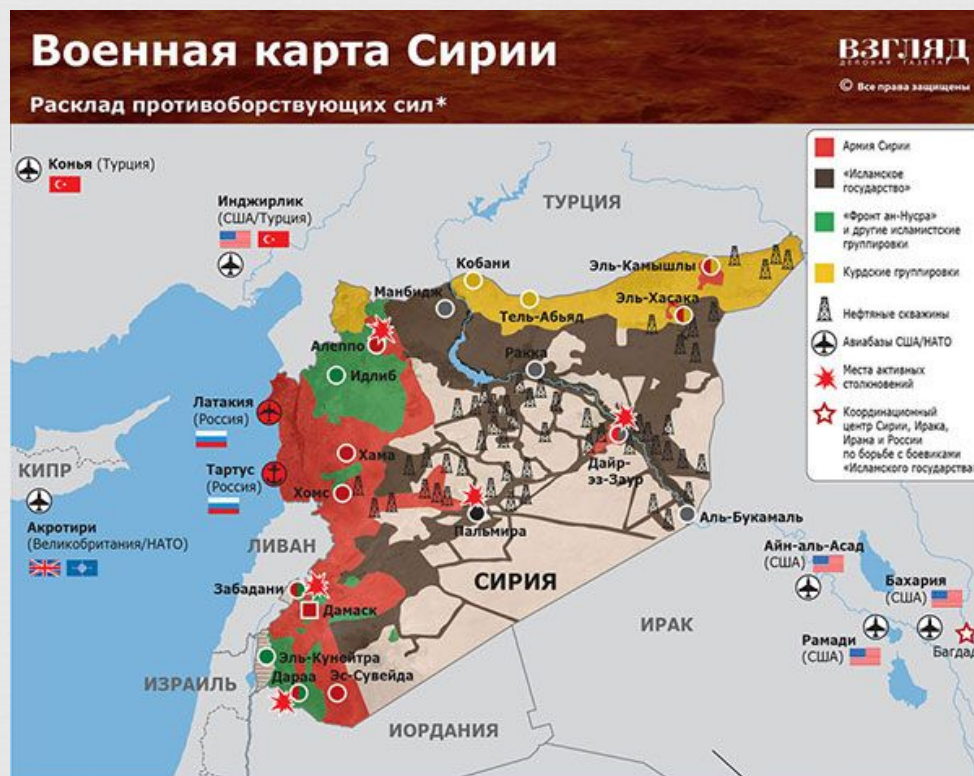 Военная карта Сирии
ВЗГЛЯД
ДЕЛОВАЯ ГАЗЕТА
© Все права защищены
Расклад противоборствующих сил*
Армия Сирии
«Исламское
государство»
«Фронт ан-Нусра»
и другие исламистские
группировки
Курдские группировки
Нефтяные скважины
Авиабазы США/НАТО
Места активных
столкновений
Координационный
центр Сирии, Ирака,
Ирана и России
по борьбе с боевиками
«Исламского государства»
Конья (Турция)
Инджирлик
(США/Турция)
ТУРЦИЯ
Кобани
Эль-Камышлы
Манбидж
Тель-Абьяд
Эль-Хасака
Алеппо
Ракка
Идлиб
Латакия
(Россия)
Хама
Тартус
(Россия)
Дайр-
эз-Заур
КИПР
Хомс
Акротири
(Великобритания/НАТО)
Пальмира
Аль-Букамаль
ЛИВАН
СИРИЯ
Айн-аль-Асад
(США)
Забадани
Бахария
(США)
Дамаск
ИРАК
Рамади
(США)
Багдад
Эль-Кунейтра
ИЗРАИЛЬ
Дараа
Эс-Сувейда
ИОРДАНИЯ